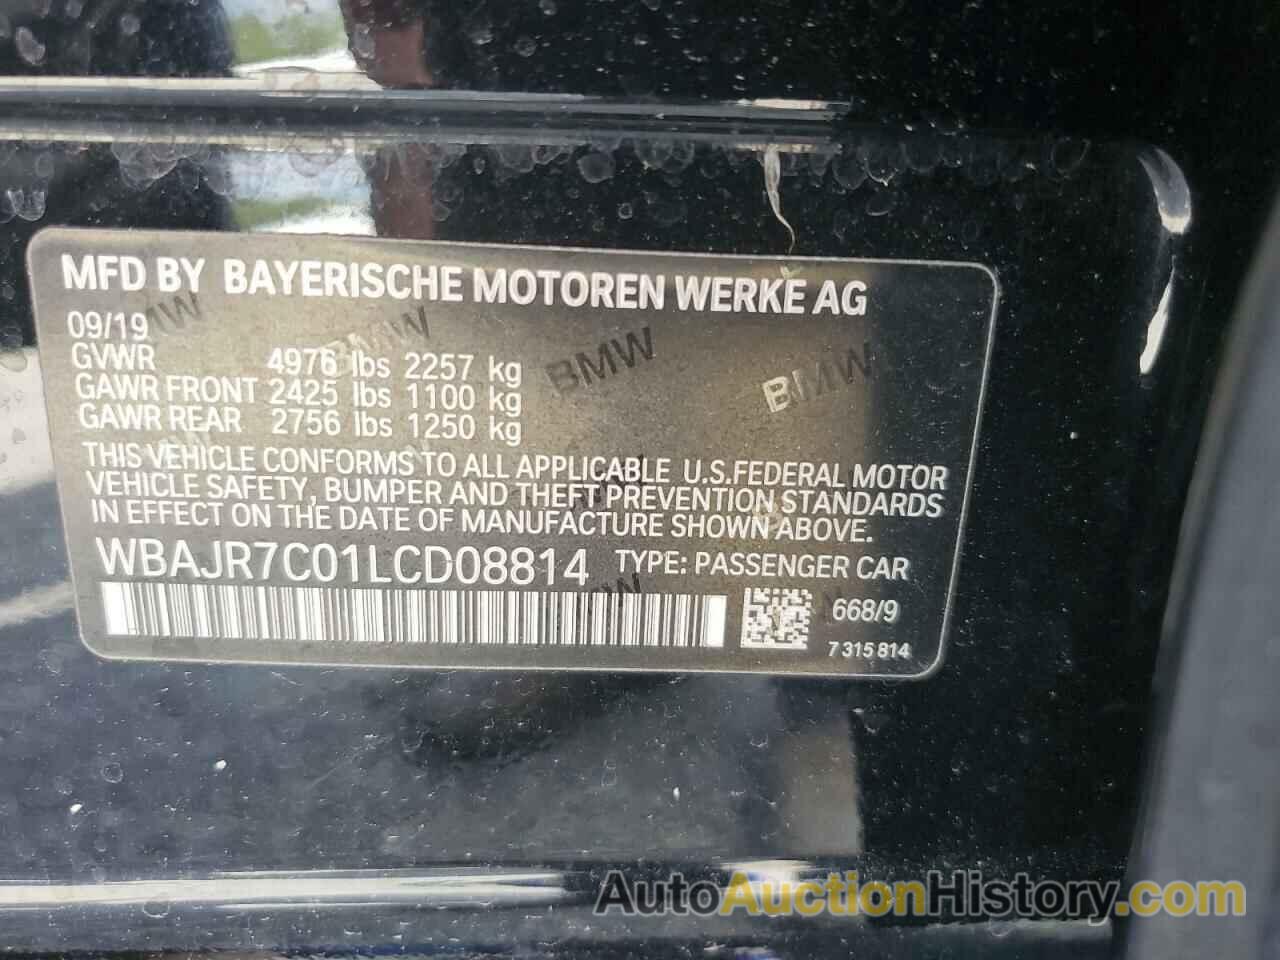 MFD BY BAYERISCHE MOTOREN WERKE AG
09/19
GVWR 4976 lbs 2257 kg
GAWR FRONT 2425 lbs 1100 kg
GAWR REAR 2756 lbs 1250 kg
THIS VEHICLE CONFORMS TO ALL APPLICABLE U.S.FEDERAL MOTOR
VEHICLE SAFETY, BUMPER AND THEFT PREVENTION STANDARDS
IN EFFECT ON THE DATE OF MANUFACTURE SHOWN ABOVE.
WBAJR7C01LCD08814 TYPE: PASSENGER CAR
668/9
7 315 814
BMW BMW BMW BMW
BMW
AutoAuctionHistory.com